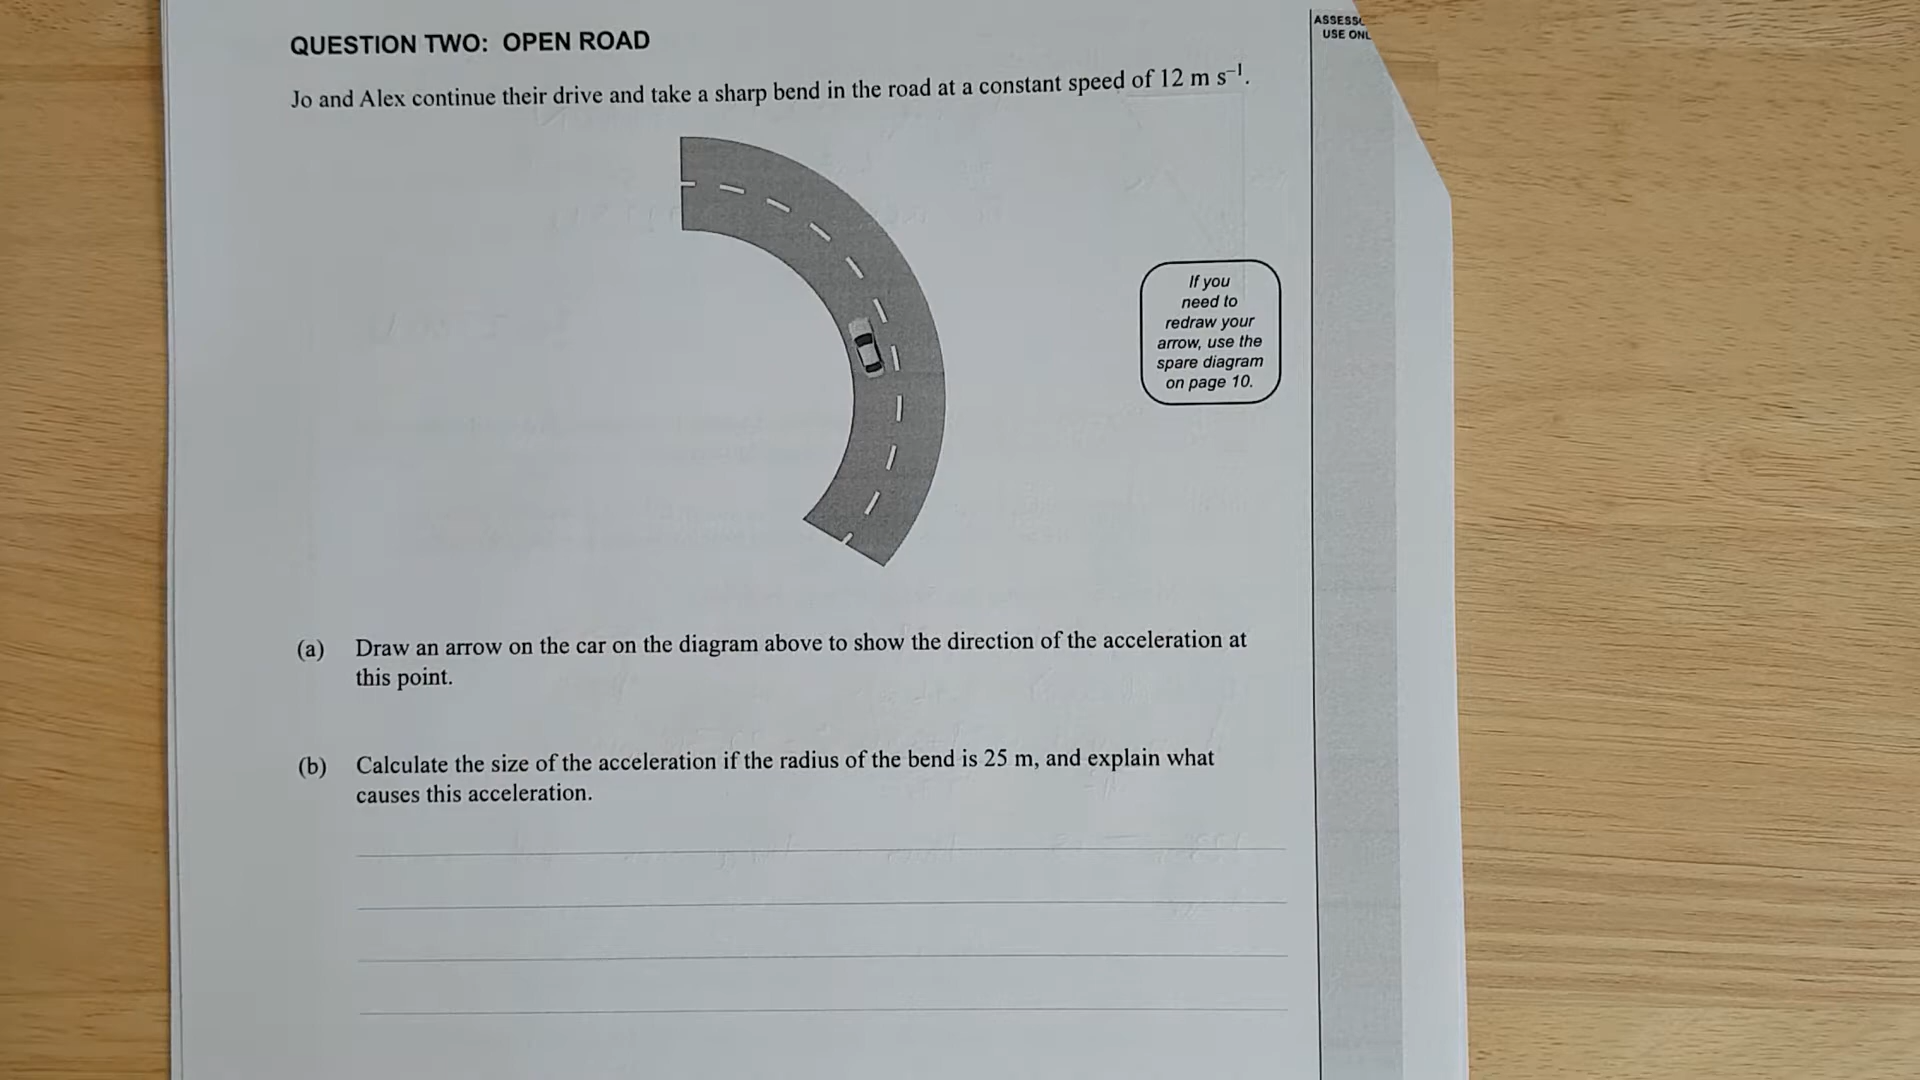 QUESTION TWO: OPEN ROAD
ASSESS
USE ONL
Jo and Alex continue their drive and take a sharp bend in the road at a constant speed of 12 m s⁻¹.
If you
need to
redraw your
arrow, use the
spare diagram
on page 10.
(a) Draw an arrow on the car on the diagram above to show the direction of the acceleration at
this point.
(b) Calculate the size of the acceleration if the radius of the bend is 25 m, and explain what
causes this acceleration.